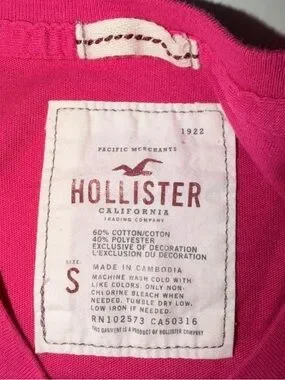 1922
PACIFIC MERCHANTS
HOLLISTER
CALIFORNIA
TRADING COMPANY
60% COTTON/COTON
40% POLYESTER
EXCLUSIVE OF DECORATION
L'EXCLUSION DU DECORATION
SIZE:
S
MADE IN CAMBODIA
MACHINE WASH COLD WITH
LIKE COLORS. ONLY NON-
CHLORINE BLEACH WHEN
NEEDED. TUMBLE DRY LOW.
LOW IRON IF NEEDED.
RN102573 CA50316
THIS GARMENT IS A PRODUCT OF HOLLISTER COMPANY